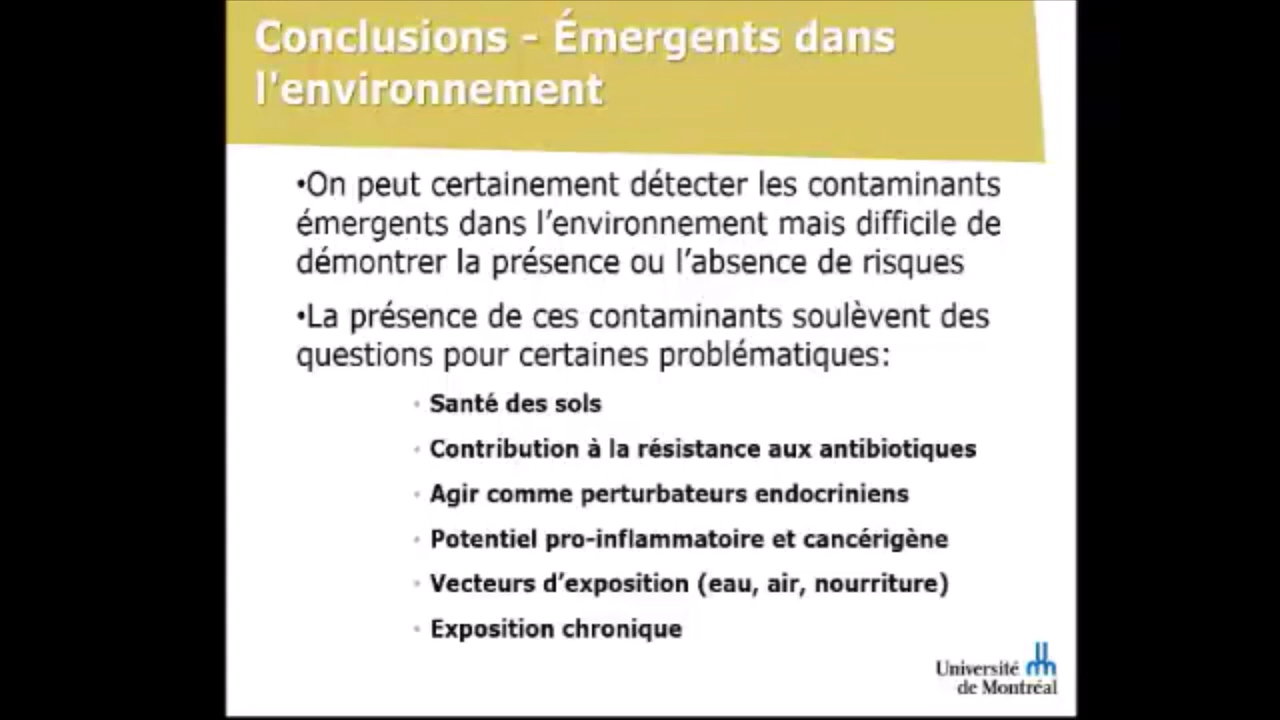 Conclusions - Émergents dans
l'environnement
•On peut certainement détecter les contaminants
émergents dans l’environnement mais difficile de
démontrer la présence ou l’absence de risques
•La présence de ces contaminants soulèvent des
questions pour certaines problématiques:
• Santé des sols
• Contribution à la résistance aux antibiotiques
• Agir comme perturbateurs endocriniens
• Potentiel pro-inflammatoire et cancérigène
• Vecteurs d’exposition (eau, air, nourriture)
• Exposition chronique
Université
de Montréal